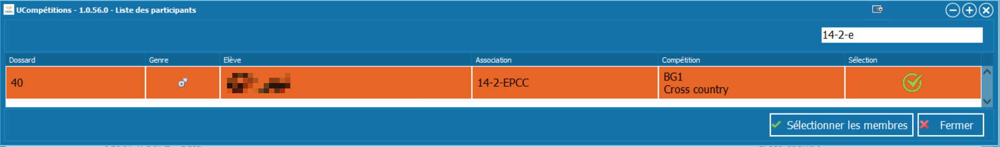 UCompétitions - 1.0.56.0 - Liste des participants
14-2-e
Dossard Genre Elève Association Compétition Sélection
40 14-2-EPCC BG1
Cross country
Sélectionner les membres Fermer